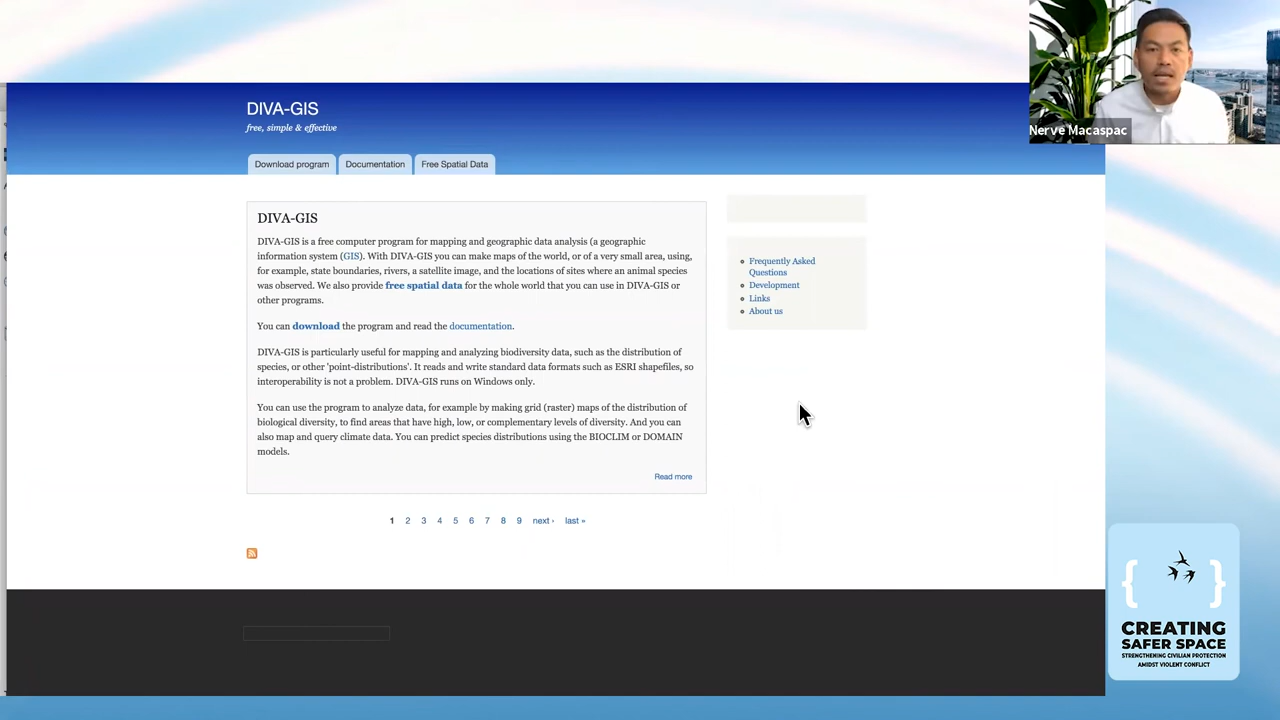 DIVA-GIS
free, simple & effective
Download program
Documentation
Free Spatial Data
Nerve Macaspac
DIVA-GIS
DIVA-GIS is a free computer program for mapping and geographic data analysis (a geographic
information system (GIS). With DIVA-GIS you can make maps of the world, or of a very small area, using,
for example, state boundaries, rivers, a satellite image, and the locations of sites where an animal species
was observed. We also provide free spatial data for the whole world that you can use in DIVA-GIS or
other programs.
You can download the program and read the documentation.
DIVA-GIS is particularly useful for mapping and analyzing biodiversity data, such as the distribution of
species, or other 'point-distributions'. It reads and write standard data formats such as ESRI shapefiles, so
interoperability is not a problem. DIVA-GIS runs on Windows only.
You can use the program to analyze data, for example by making grid (raster) maps of the distribution of
biological diversity, to find areas that have high, low, or complementary levels of diversity. And you can
also map and query climate data. You can predict species distributions using the BIOCLIM or DOMAIN
models.
Read more
1 2 3 4 5 6 7 8 9 next › last »
Frequently Asked
Questions
Development
Links
About us
CREATING
SAFER SPACE
STRENGTHENING CIVILIAN PROTECTION
AMIDST VIOLENT CONFLICT